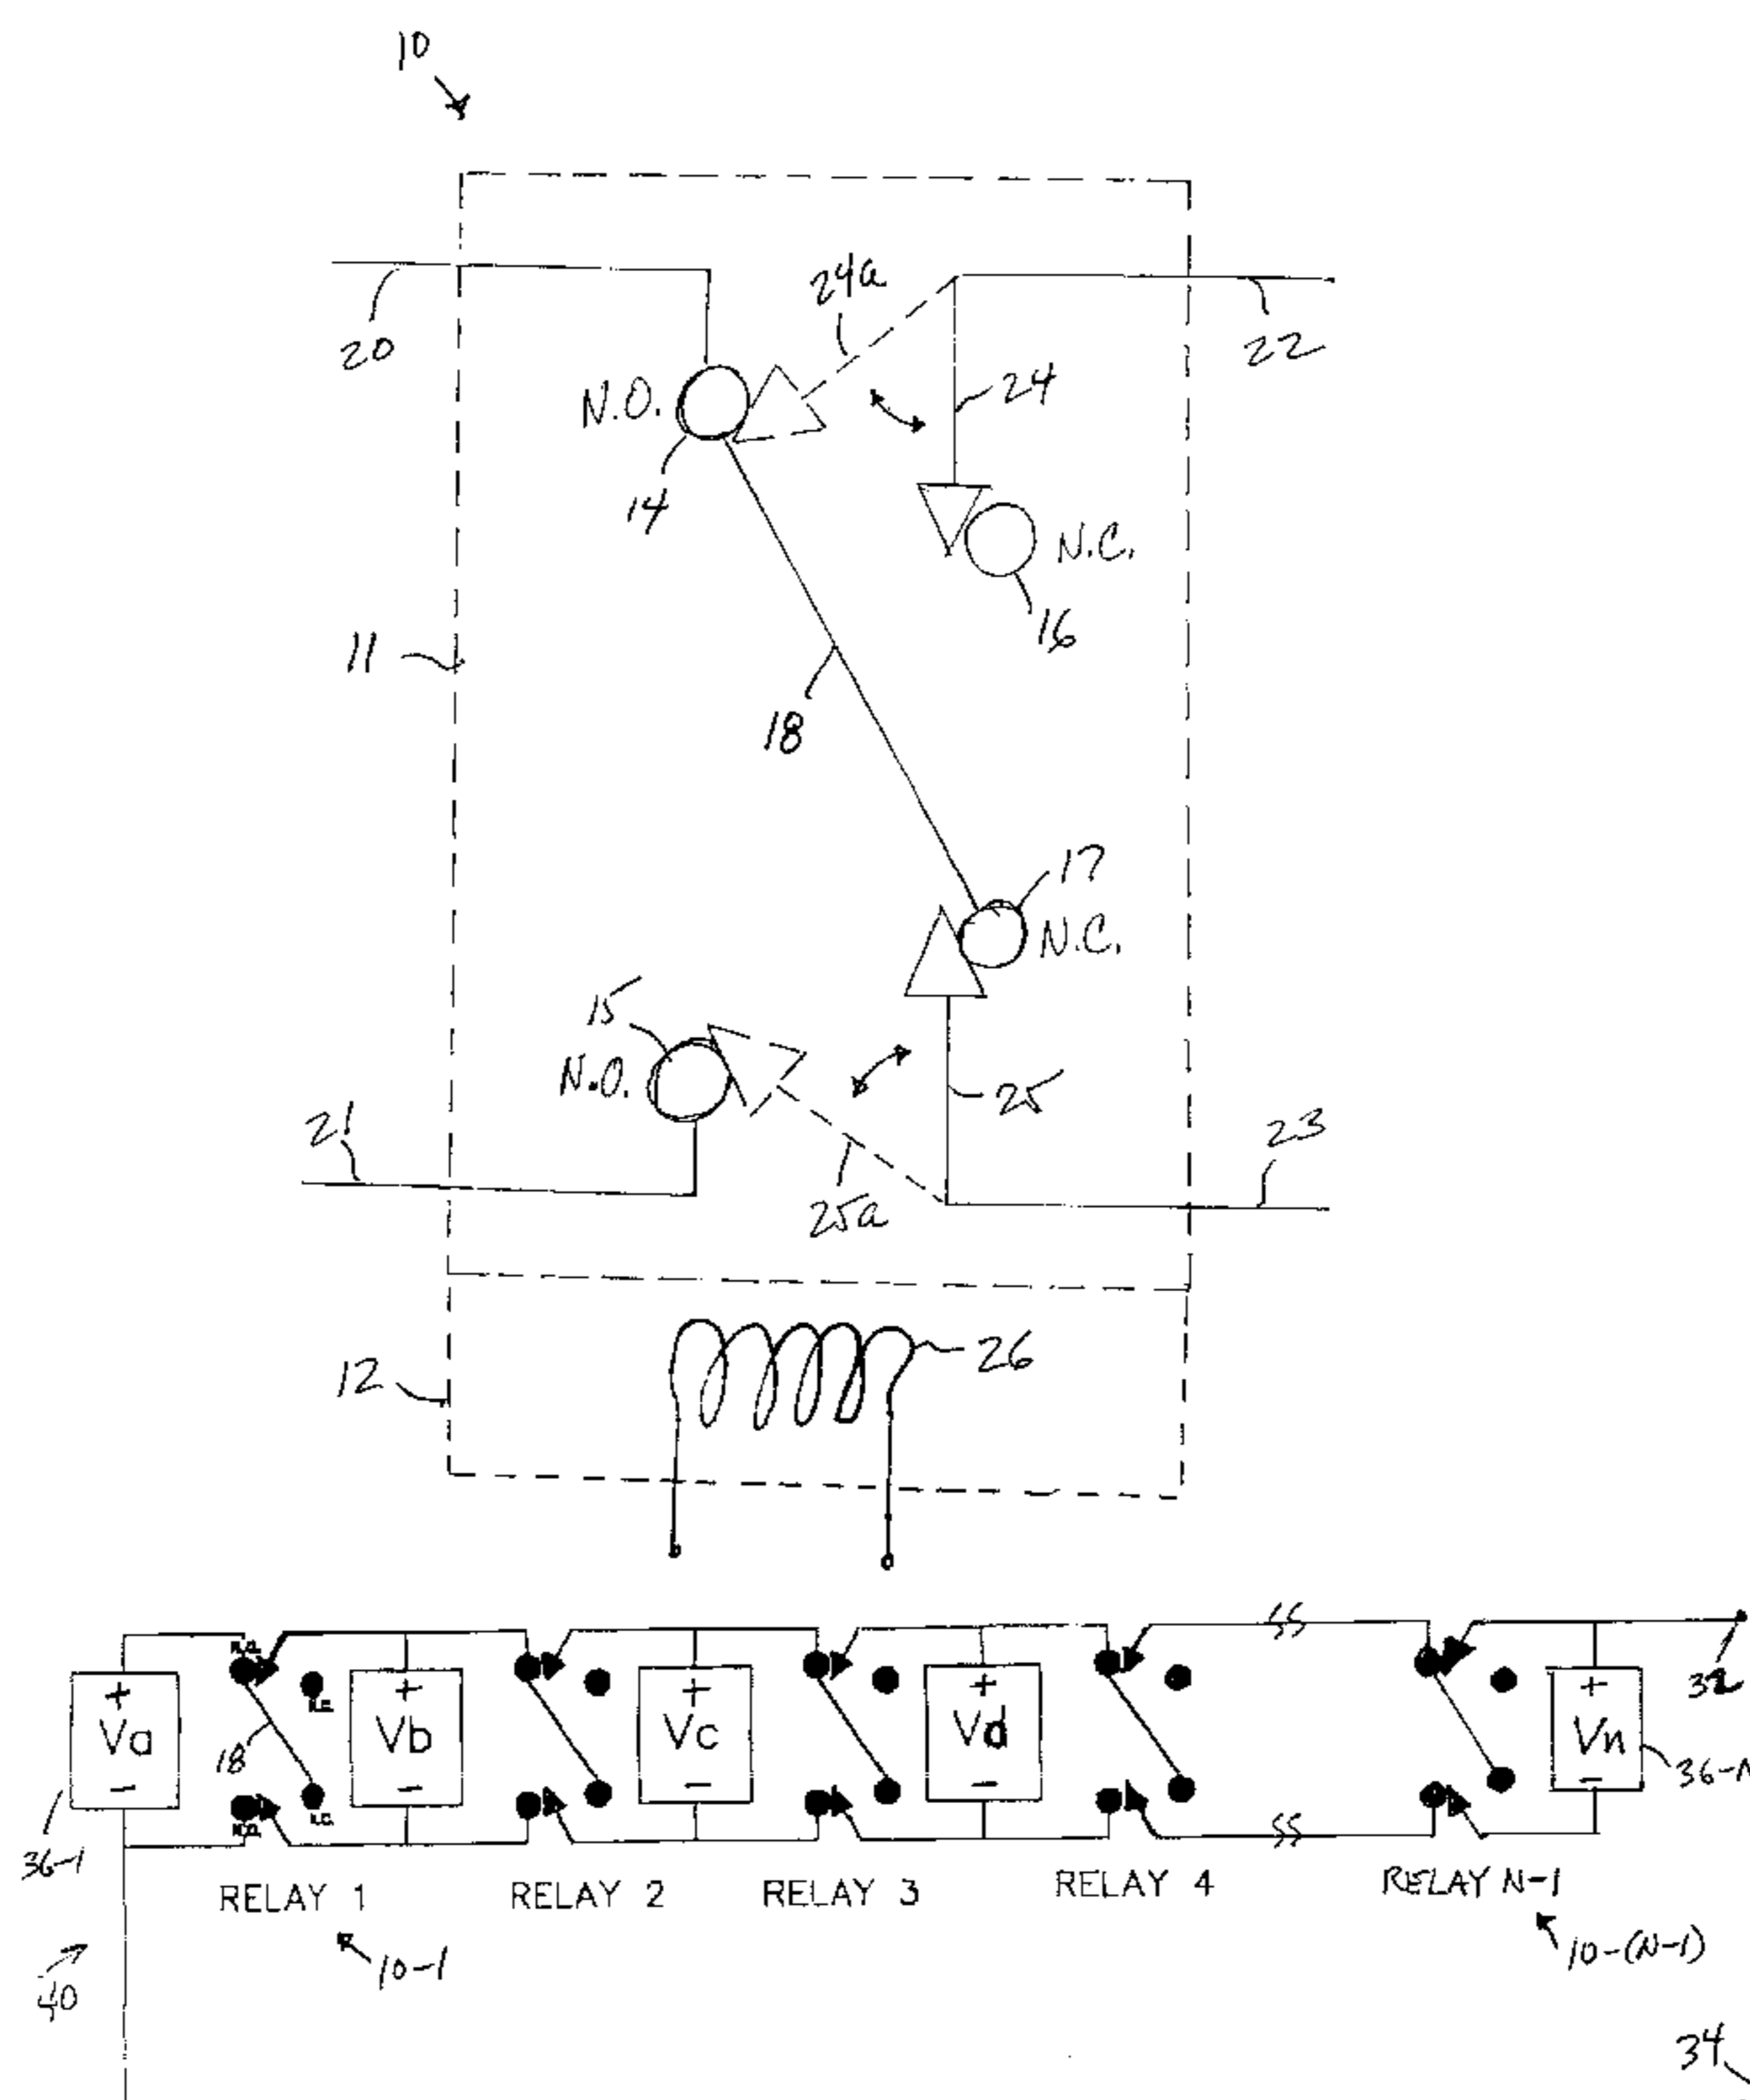 10
24a
20
22
N.O.
24
14
N.C.
16
11
18
17
N.C.
15
N.O.
25
21
23
25a
26
12
N.O.
32
+ + + + +
Va Vb Vc Vd Vn
18
- - - - -
36-N
N.C.
N.C.
N.O.
36-1
RELAY 1 RELAY 2 RELAY 3 RELAY 4 RELAY N-1
10-1
10-(N-1)
40
34